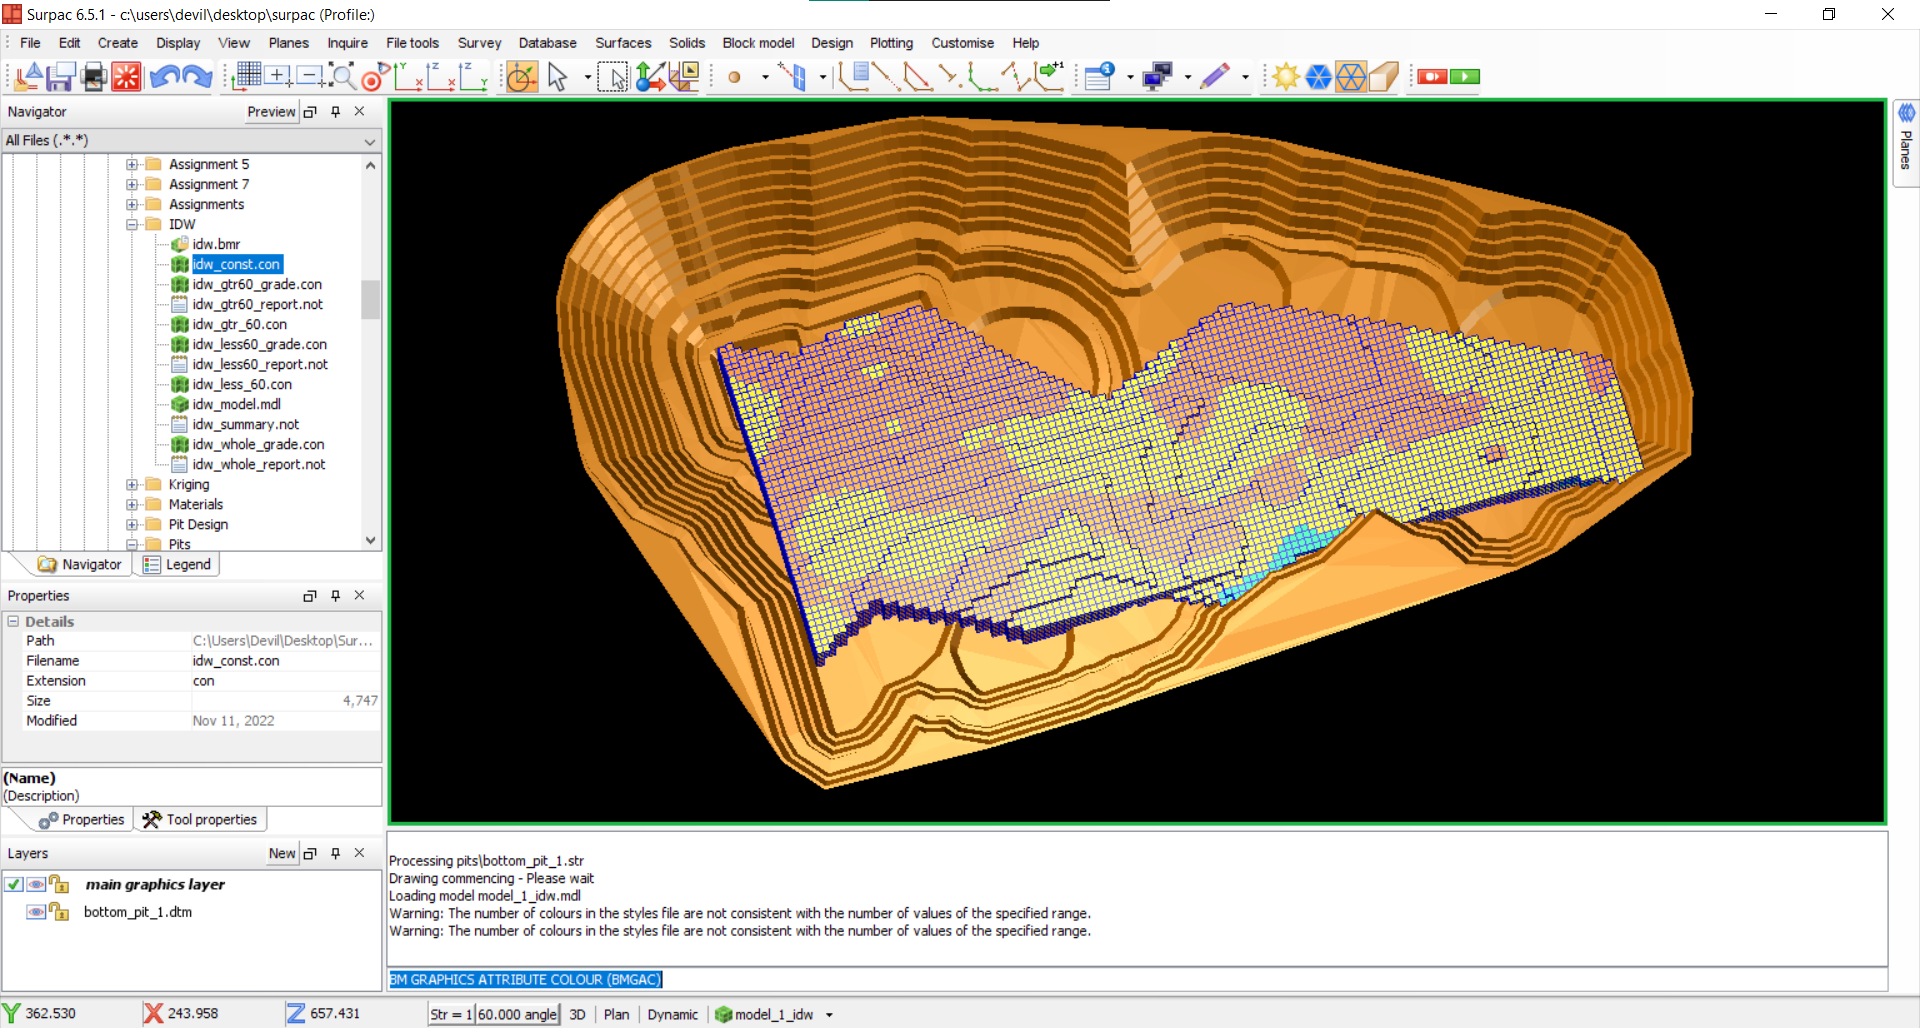 Surpac 6.5.1 - c:\users\devil\desktop\surpac (Profile:)
File Edit Create Display View Planes Inquire File tools Survey Database Surfaces Solids Block model Design Plotting Customise Help
Navigator Preview
All Files (.*.*)
Assignment 5
Assignment 7
Assignments
IDW
idw.bmr
idw_const.con
idw_gtr60_grade.con
idw_gtr60_report.not
idw_gtr_60.con
idw_less60_grade.con
idw_less60_report.not
idw_less_60.con
idw_model.mdl
idw_summary.not
idw_whole_grade.con
idw_whole_report.not
Kriging
Materials
Pit Design
Pits
Navigator Legend
Properties
Details
Path C:\Users\Devil\Desktop\Sur...
Filename idw_const.con
Extension con
Size 4,747
Modified Nov 11, 2022
(Name)
(Description)
Properties Tool properties
Layers New
main graphics layer
bottom_pit_1.dtm
Planes
Processing pits\bottom_pit_1.str
Drawing commencing - Please wait
Loading model model_1_idw.mdl
Warning: The number of colours in the styles file are not consistent with the number of values of the specified range.
Warning: The number of colours in the styles file are not consistent with the number of values of the specified range.
BM GRAPHICS ATTRIBUTE COLOUR (BMGAC)
Y 362.530 X 243.958 Z 657.431 Str = 1 60.000 angle 3D Plan Dynamic model_1_idw